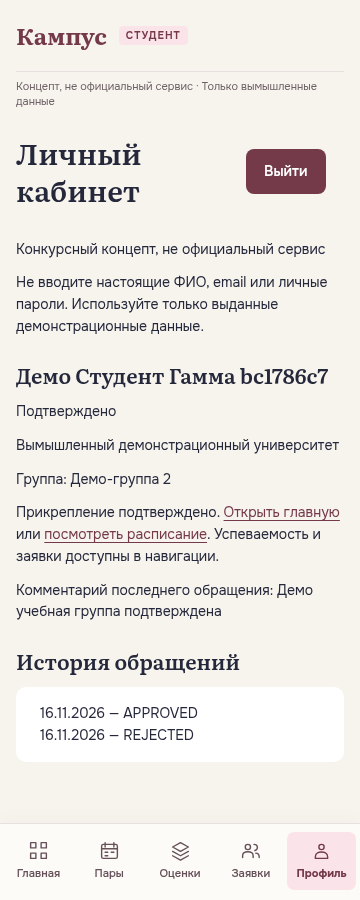 Кампус СТУДЕНТ
Концепт, не официальный сервис · Только вымышленные
данные
Личный
кабинет
Выйти
Конкурсный концепт, не официальный сервис
Не вводите настоящие ФИО, email или личные
пароли. Используйте только выданные
демонстрационные данные.
Демо Студент Гамма bc1786c7
Подтверждено
Вымышленный демонстрационный университет
Группа: Демо-группа 2
Прикрепление подтверждено. Открыть главную
или посмотреть расписание. Успеваемость и
заявки доступны в навигации.
Комментарий последнего обращения: Демо
учебная группа подтверждена
История обращений
16.11.2026 — APPROVED
16.11.2026 — REJECTED
Главная Пары Оценки Заявки Профиль